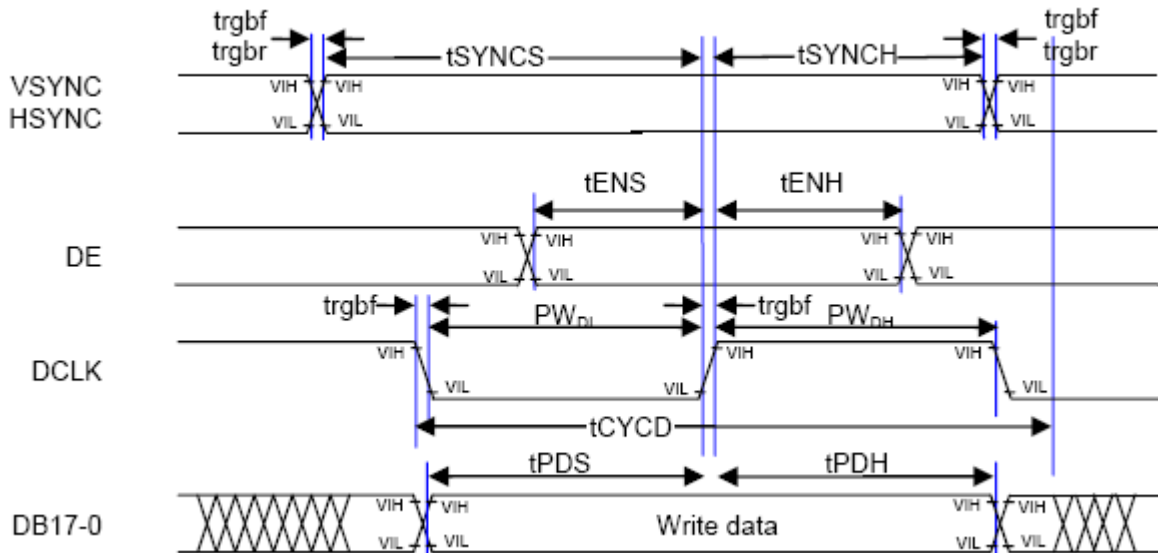 trgbf trgbf
trgbr tSYNCS tSYNCH trgbr
VSYNC VIH VIH VIH VIH
HSYNC VIL VIL VIL VIL
tENS tENH
DE VIH VIH VIH VIH
VIL VIL VIL VIL
trgbf PWDL trgbf PWDH
DCLK VIH VIH VIH
VIL VIL VIL
tCYCD
tPDS tPDH
DB17-0 VIH VIH Write data VIH VIH
VIL VIL VIL VIL